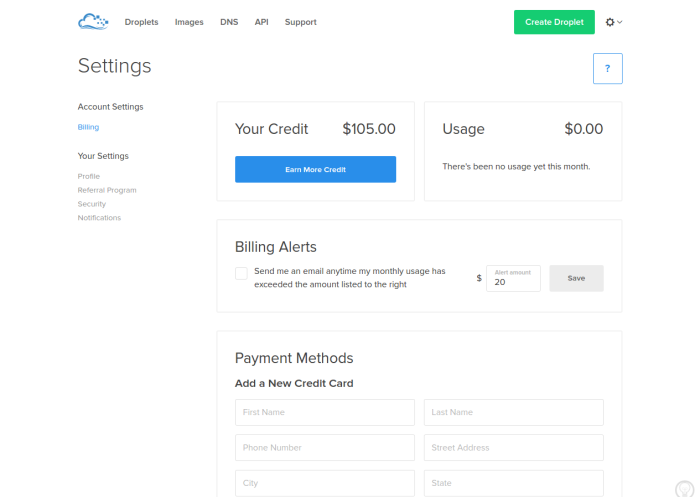 Droplets Images DNS API Support Create Droplet
Settings
?
Account Settings
Billing
Your Settings
Profile
Referral Program
Security
Notifications
Your Credit $105.00
Earn More Credit
Usage $0.00
There's been no usage yet this month.
Billing Alerts
Send me an email anytime my monthly usage has
exceeded the amount listed to the right
$
Alert amount
20
Save
Payment Methods
Add a New Credit Card
First Name Last Name
Phone Number Street Address
City State